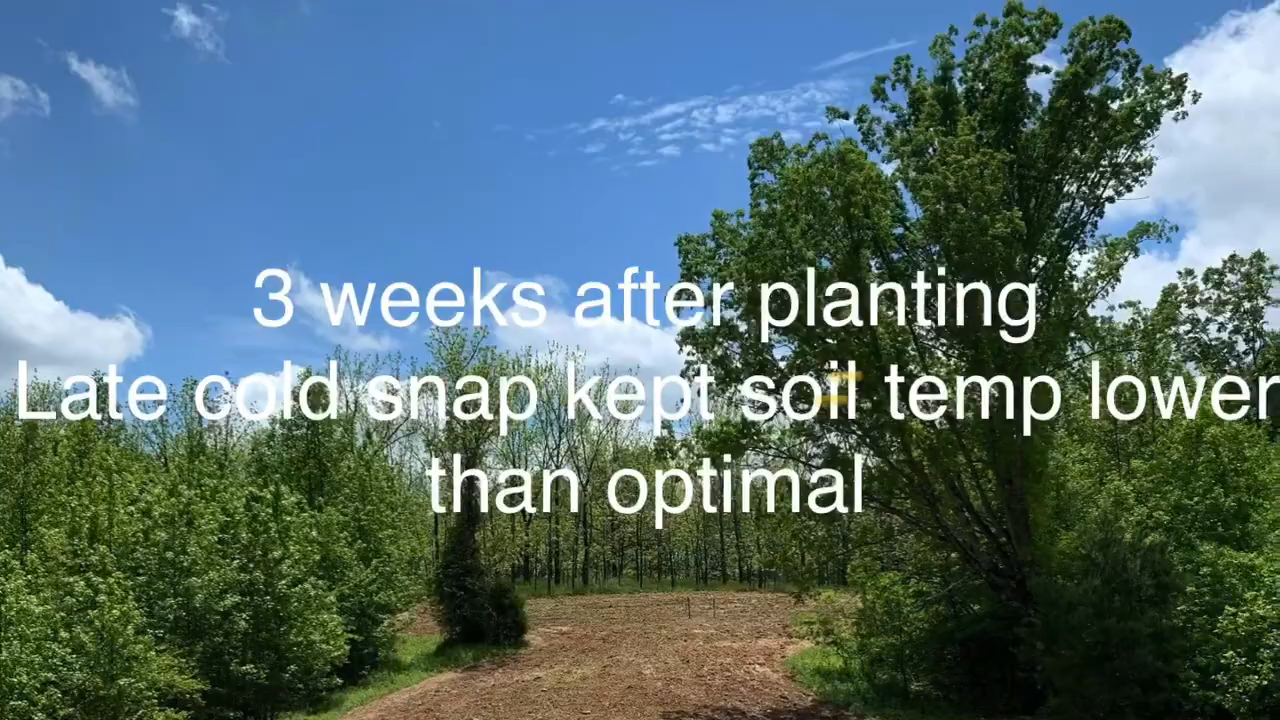 3 weeks after planting
Late cold snap kept soil temp lower
than optimal